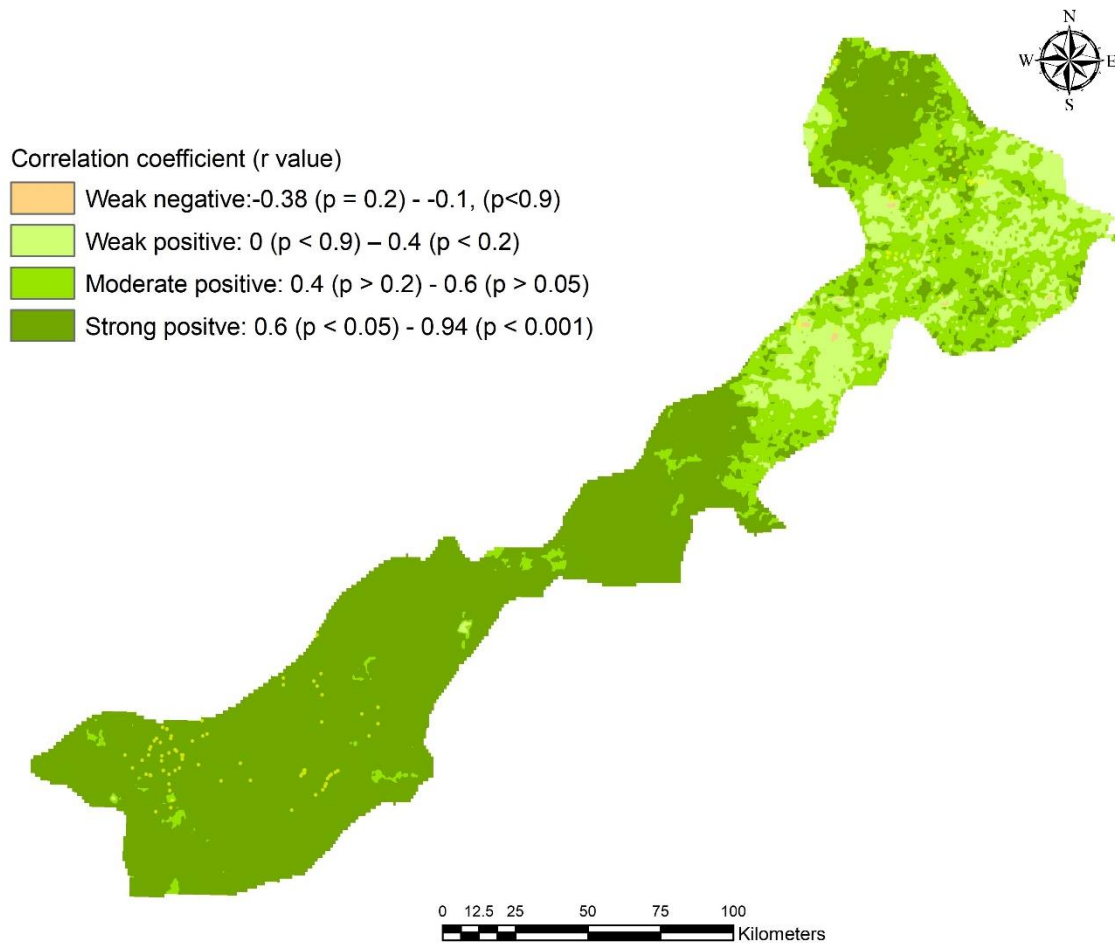 N
W E
S
Correlation coefficient (r value)
Weak negative:-0.38 (p = 0.2) - -0.1, (p<0.9)
Weak positive: 0 (p < 0.9) – 0.4 (p < 0.2)
Moderate positive: 0.4 (p > 0.2) - 0.6 (p > 0.05)
Strong positve: 0.6 (p < 0.05) - 0.94 (p < 0.001)
0 12.5 25 50 75 100
Kilometers